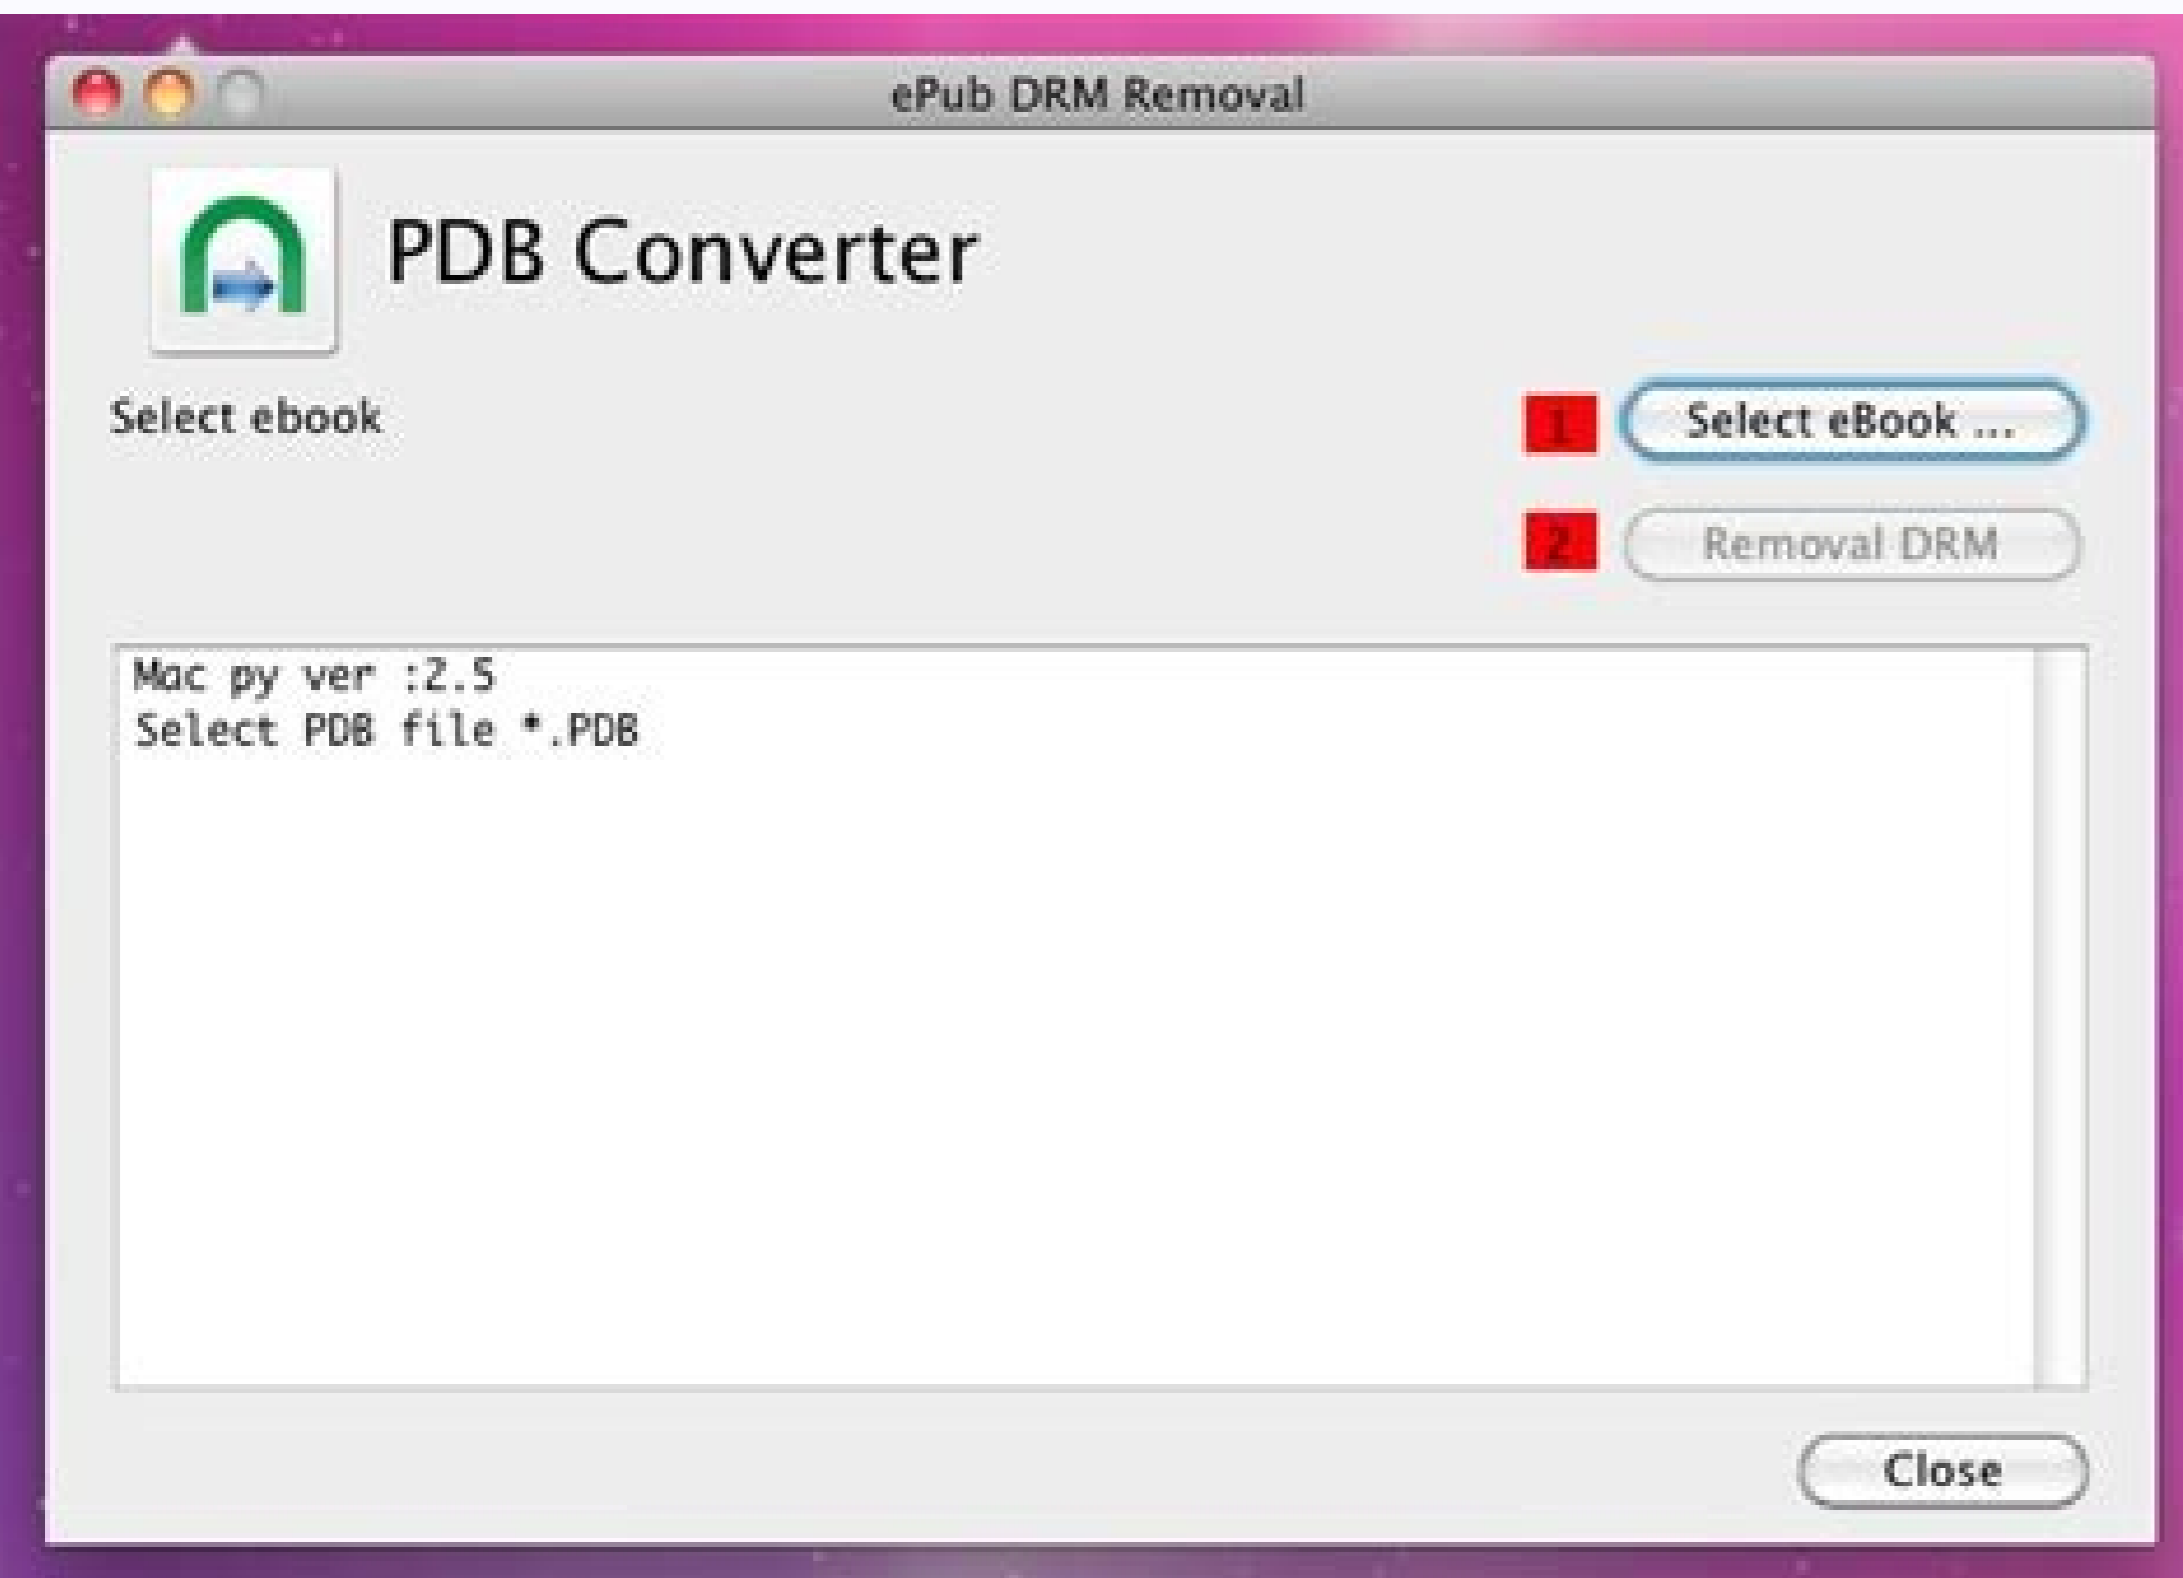 ePub DRM Removal
PDB Converter
Select ebook
1 Select eBook ...
2 Removal DRM
Mac py ver :2.5
Select PDB file *.PDB
Close